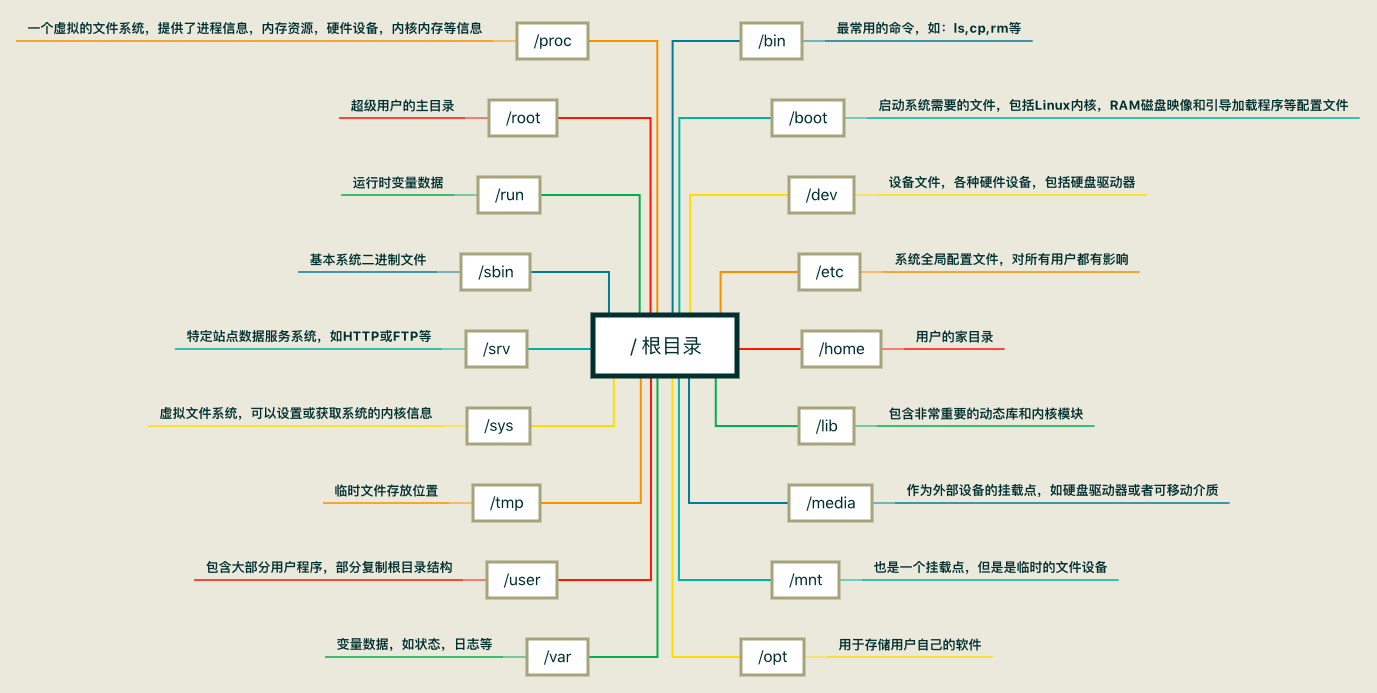 / 根目录
/bin
最常用的命令，如：ls,cp,rm等
/boot
启动系统需要的文件，包括Linux内核，RAM磁盘映像和引导加载程序等配置文件
/dev
设备文件，各种硬件设备，包括硬盘驱动器
/etc
系统全局配置文件，对所有用户都有影响
/home
用户的家目录
/lib
包含非常重要的动态库和内核模块
/media
作为外部设备的挂载点，如硬盘驱动器或者可移动介质
/mnt
也是一个挂载点，但是是临时的文件设备
/opt
用于存储用户自己的软件
一个虚拟的文件系统，提供了进程信息，内存资源，硬件设备，内核内存等信息
/proc
超级用户的主目录
/root
运行时变量数据
/run
基本系统二进制文件
/sbin
特定站点数据服务系统，如HTTP或FTP等
/srv
虚拟文件系统，可以设置或获取系统的内核信息
/sys
临时文件存放位置
/tmp
包含大部分用户程序，部分复制根目录结构
/user
变量数据，如状态，日志等
/var